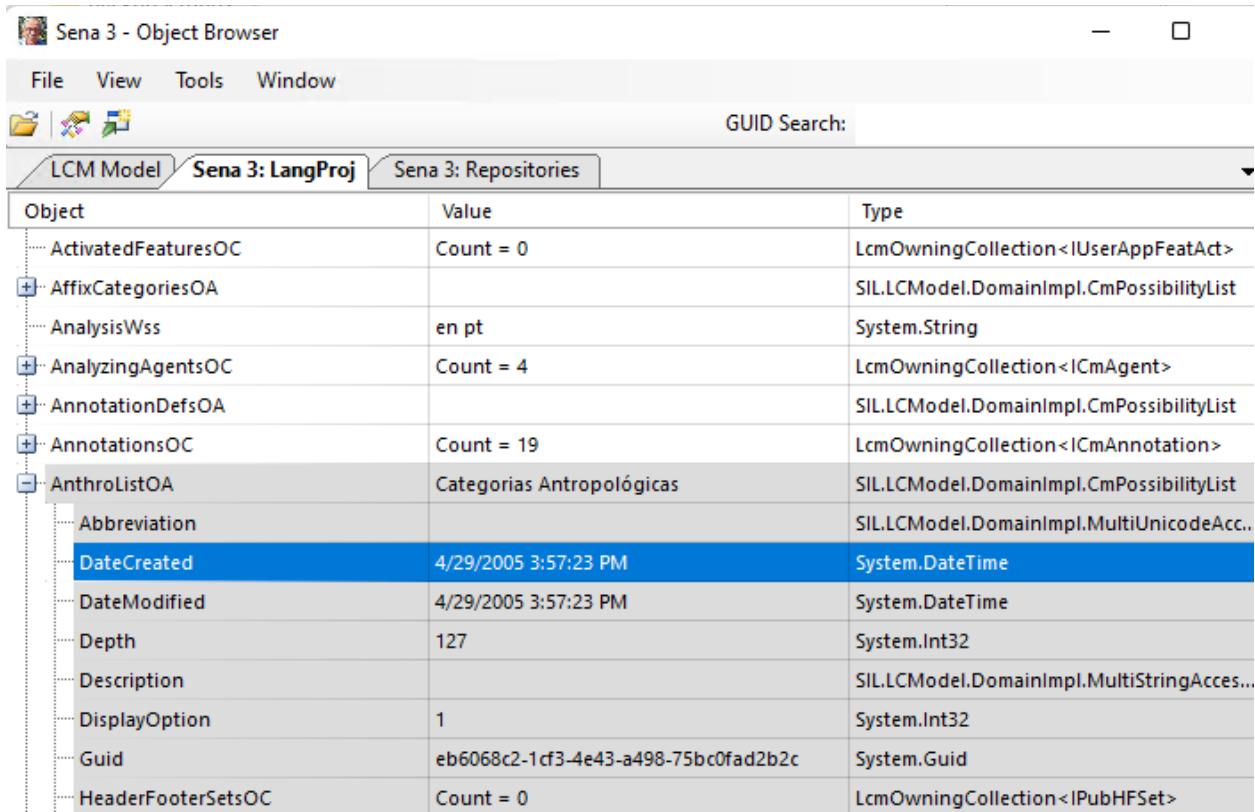 Sena 3 - Object Browser
File View Tools Window
GUID Search:
LCM Model Sena 3: LangProj Sena 3: Repositories
Object Value Type
ActivatedFeaturesOC Count = 0 LcmOwningCollection<IUserAppFeatAct>
AffixCategoriesOA SIL.LCModel.DomainImpl.CmPossibilityList
AnalysisWss en pt System.String
AnalyzingAgentsOC Count = 4 LcmOwningCollection<ICmAgent>
AnnotationDefsOA SIL.LCModel.DomainImpl.CmPossibilityList
AnnotationsOC Count = 19 LcmOwningCollection<ICmAnnotation>
AnthroListOA Categorias Antropológicas SIL.LCModel.DomainImpl.CmPossibilityList
Abbreviation SIL.LCModel.DomainImpl.MultiUnicodeAcc...
DateCreated 4/29/2005 3:57:23 PM System.DateTime
DateModified 4/29/2005 3:57:23 PM System.DateTime
Depth 127 System.Int32
Description SIL.LCModel.DomainImpl.MultiStringAcces...
DisplayOption 1 System.Int32
Guid eb6068c2-1cf3-4e43-a498-75bc0fad2b2c System.Guid
HeaderFooterSetsOC Count = 0 LcmOwningCollection<IPubHFSet>